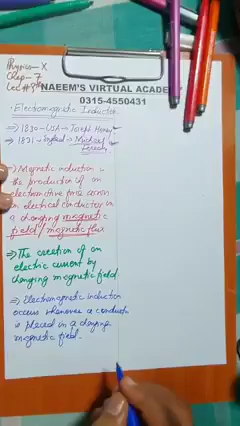 Physics - X
Chap - 7
Lec # 8th
NAEEM'S VIRTUAL ACAD
0315-4550431
Electromagnetic Induction
⇒ 1830 - USA → Joseph Henry
⇒ 1831 - England → Michael
Faraday
⇒ Magnetic induction is
the production of an
electromotive force across
an electrical conductor in
a changing magnetic
field / magnetic flux
⇒ The creation of an
electric current by
changing magnetic field
⇒ Electromagnetic induction
occurs whenever a conductor
is placed in a changing
magnetic field.